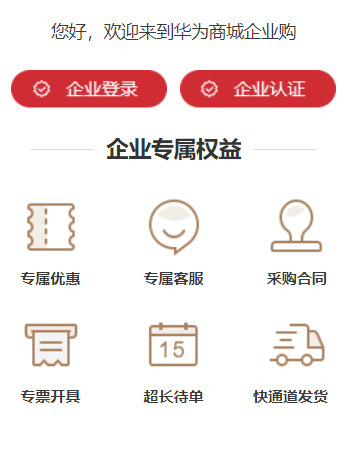 您好，欢迎来到华为商城企业购
企业登录 企业认证
企业专属权益
专属优惠 专属客服 采购合同
15
专票开具 超长待单 快通道发货